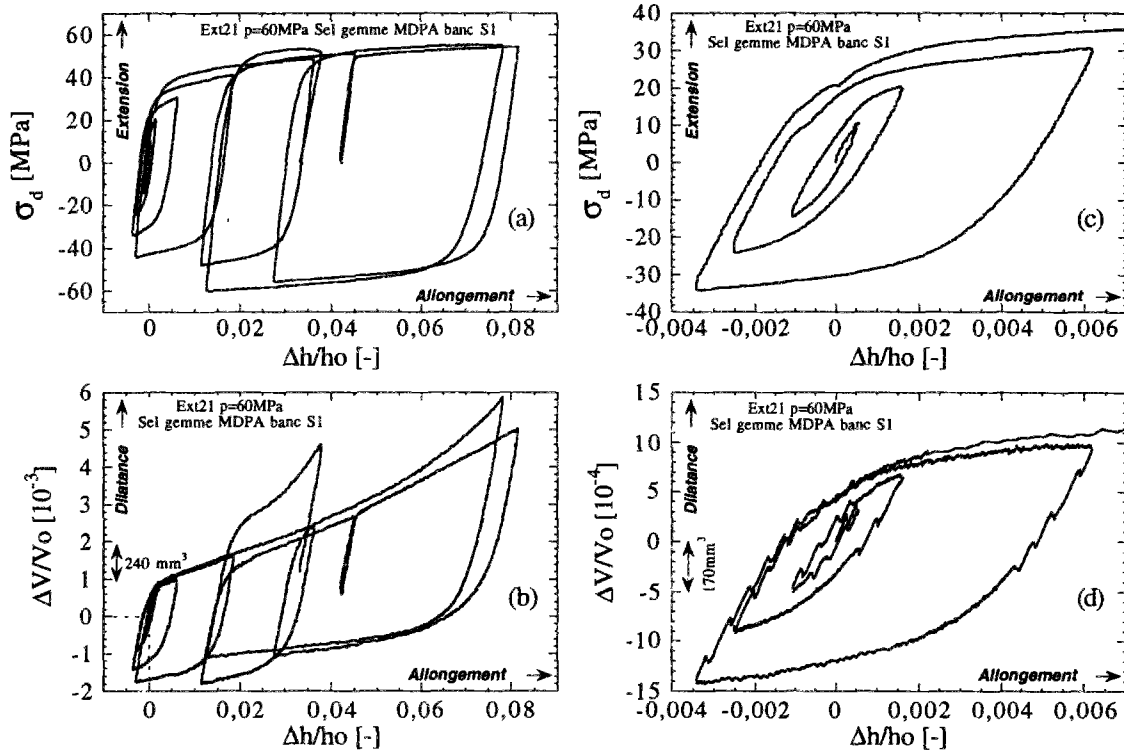 Ext21 p=60MPa Sel gemme MDPA banc S1
Extension
σd [MPa]
60
40
20
0
-20
-40
-60
(a)
Allongement
0 0,02 0,04 0,06 0,08
Δh/ho [-]
Ext21 p=60MPa
Sel gemme MDPA banc S1
Extension
σd [MPa]
40
30
20
10
0
-10
-20
-30
-40
(c)
Allongement
-0,004 -0,002 0 0,002 0,004 0,006
Δh/ho [-]
Ext21 p=60MPa
Sel gemme MDPA banc S1
Dilatance
ΔV/Vo [10⁻³]
6
5
4
3
2
1
0
-1
-2
240 mm³
(b)
Allongement
0 0,02 0,04 0,06 0,08
Δh/ho [-]
Ext21 p=60MPa
Sel gemme MDPA banc S1
Dilatance
ΔV/Vo [10⁻⁴]
15
10
5
0
-5
-10
-15
170mm³
(d)
Allongement
-0,004 -0,002 0 0,002 0,004 0,006
Δh/ho [-]